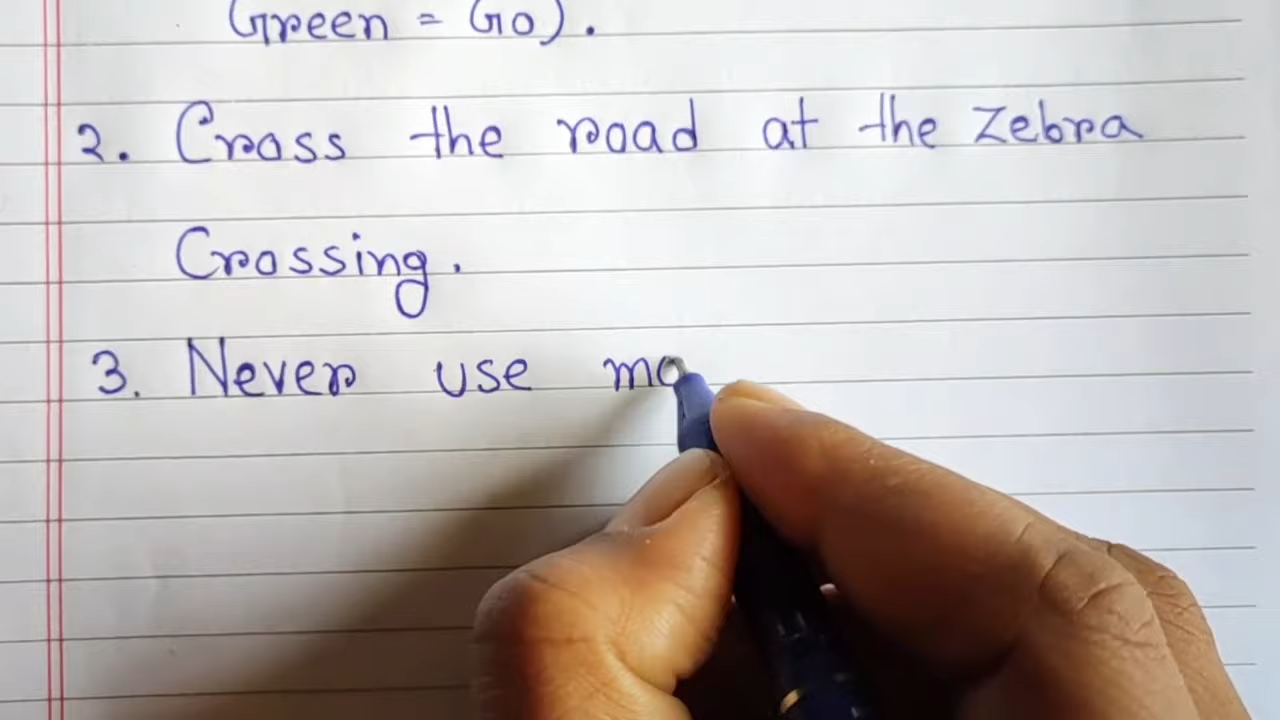 Green = Go).
2. Cross the road at the zebra
Crossing.
3. Never use mo